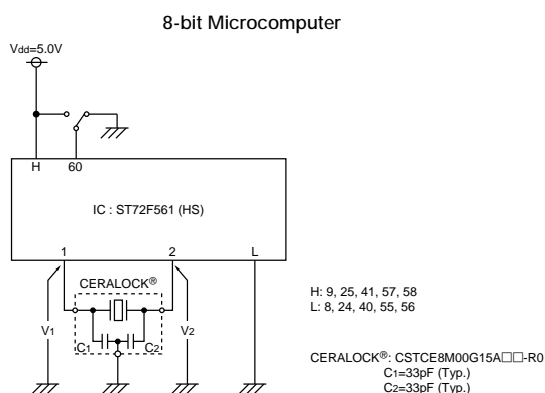 8-bit Microcomputer
Vdd=5.0V
H 60
IC : ST72F561 (HS)
1 2 L
CERALOCK®
V1 V2
C1 C2
H: 9, 25, 41, 57, 58
L: 8, 24, 40, 55, 56
CERALOCK®: CSTCE8M00G15A□□-R0
C1=33pF (Typ.)
C2=33pF (Typ.)